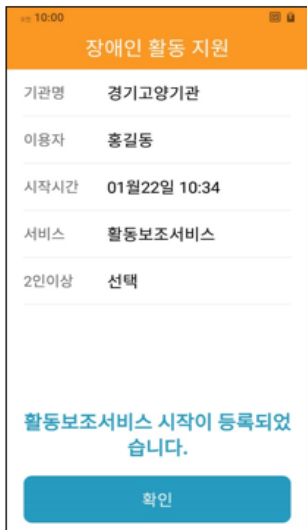 오전 10:00
장애인 활동 지원
기관명 경기고양기관
이용자 홍길동
시작시간 01월22일 10:34
서비스 활동보조서비스
2인이상 선택
활동보조서비스 시작이 등록되었
습니다.
확인